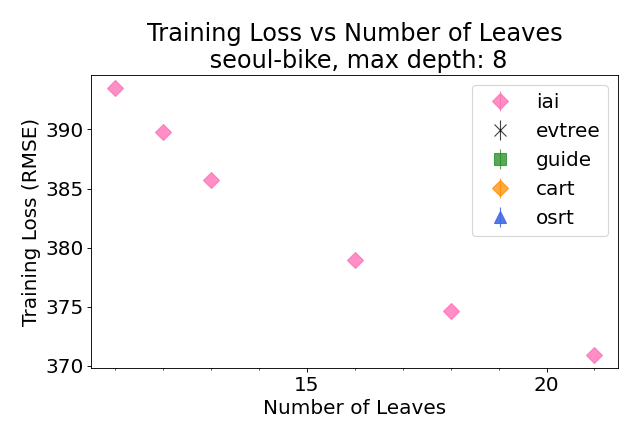 Training Loss vs Number of Leaves
seoul-bike, max depth: 8
Training Loss (RMSE)
390
385
380
375
370
15
20
Number of Leaves
iai
evtree
guide
cart
osrt